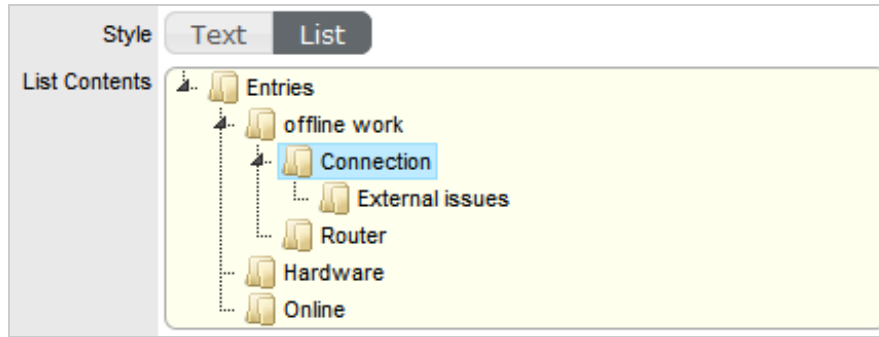 Style Text List
List Contents Entries
offline work
Connection
External issues
Router
Hardware
Online